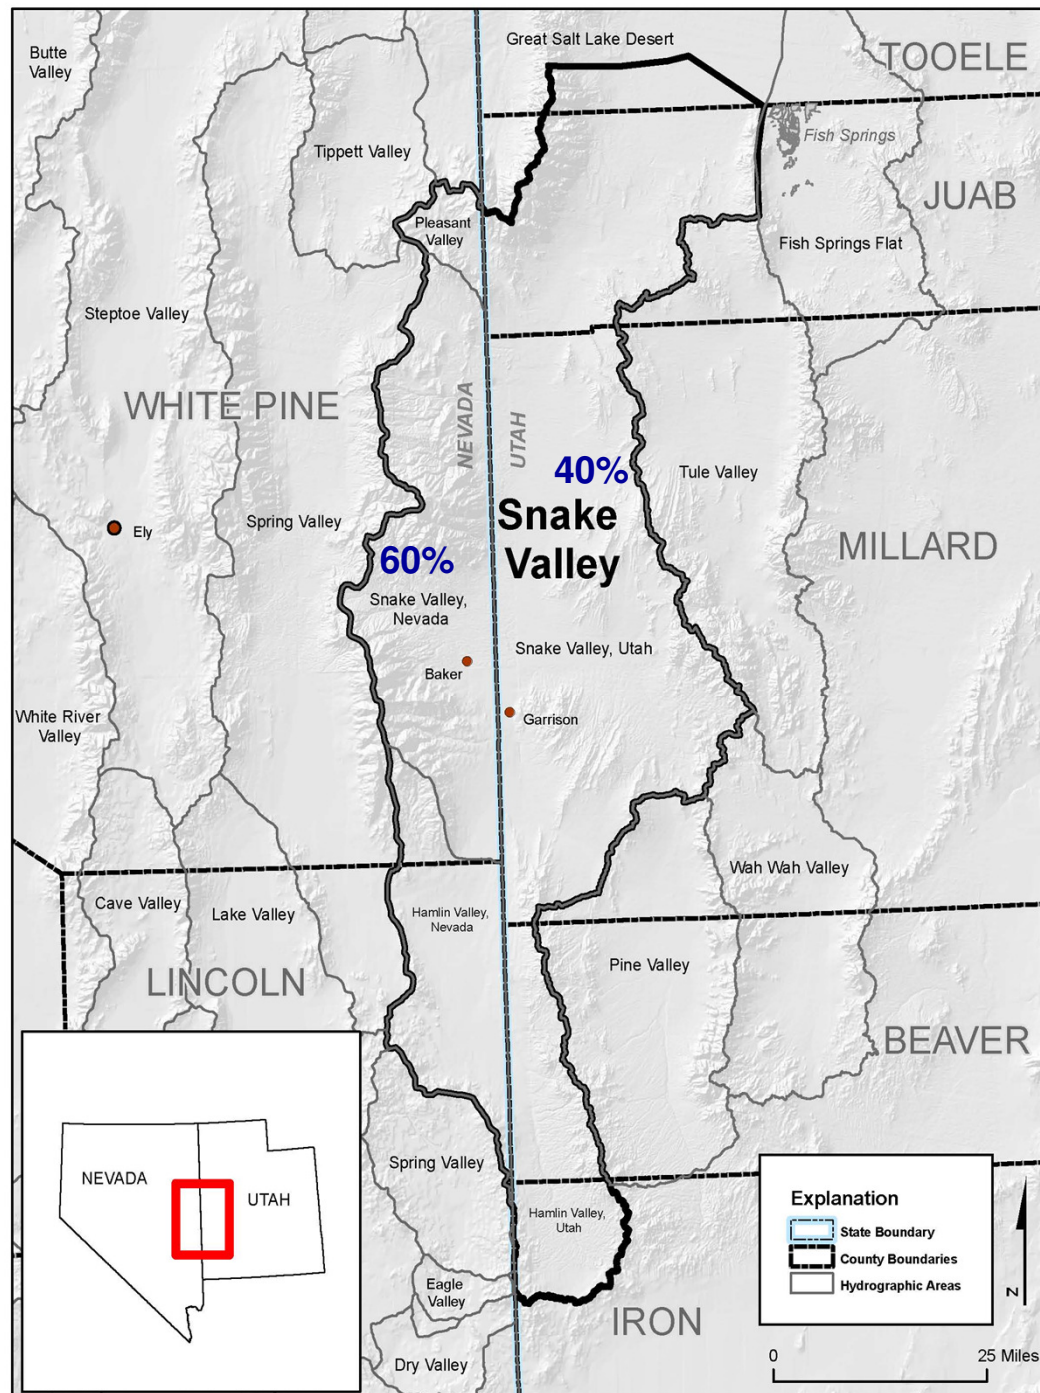 Great Salt Lake Desert
TOOELE
Butte
Valley
Fish Springs
Tippett Valley
JUAB
Pleasant
Valley
Fish Springs Flat
Steptoe Valley
WHITE PINE
NEVADA
UTAH
40%
Tule Valley
Snake
Valley
Ely
Spring Valley
MILLARD
60%
Snake Valley,
Nevada
Snake Valley, Utah
Baker
Garrison
White River
Valley
Wah Wah Valley
Cave Valley
Lake Valley
Hamlin Valley,
Nevada
Pine Valley
LINCOLN
BEAVER
NEVADA
UTAH
Spring Valley
Hamlin Valley,
Utah
Eagle
Valley
IRON
Dry Valley
Explanation
State Boundary
County Boundaries
Hydrographic Areas
N
0
25 Miles